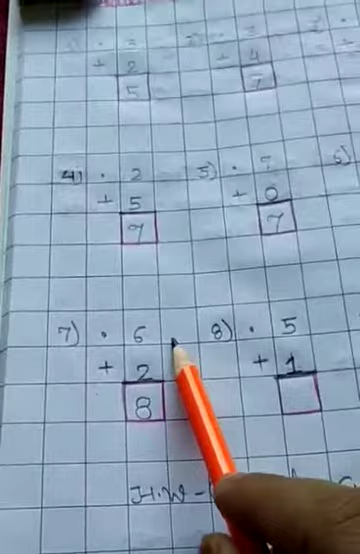 3
+ 2 + 4
5 7
4) . 2 5) . 7 6)
+ 5 + 0
7 7
7) . 6 8) . 5
+ 2 + 1
8
H.W -